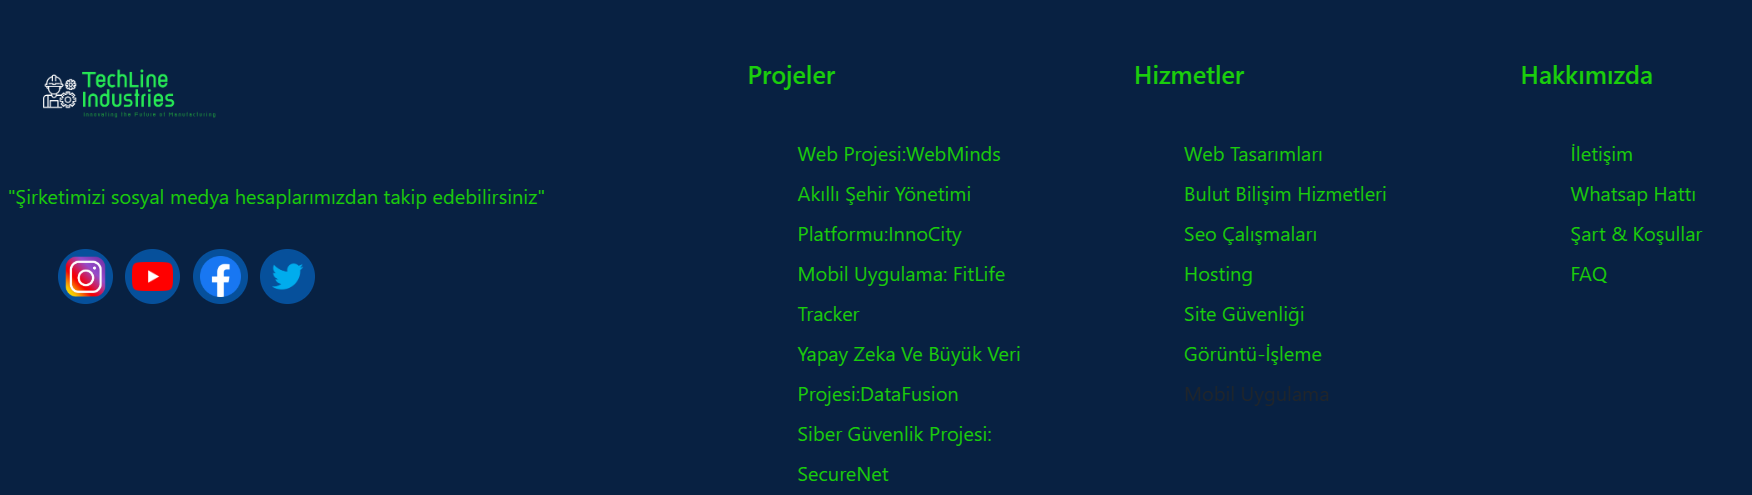 TechLine
Industries
Innovating the Future of Manufacturing
"Şirketimizi sosyal medya hesaplarımızdan takip edebilirsiniz"
Projeler
Web Projesi:WebMinds
Akıllı Şehir Yönetimi
Platformu:InnoCity
Mobil Uygulama: FitLife
Tracker
Yapay Zeka Ve Büyük Veri
Projesi:DataFusion
Siber Güvenlik Projesi:
SecureNet
Hizmetler
Web Tasarımları
Bulut Bilişim Hizmetleri
Seo Çalışmaları
Hosting
Site Güvenliği
Görüntü-İşleme
Mobil Uygulama
Hakkımızda
İletişim
Whatsap Hattı
Şart & Koşullar
FAQ